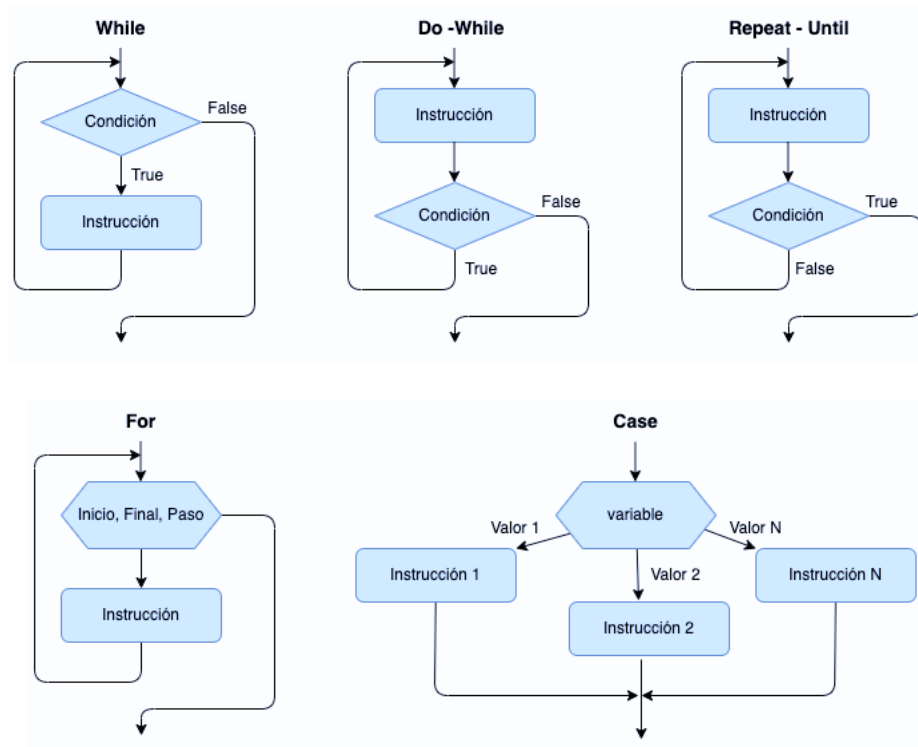 While
Do -While
Repeat - Until
Condición
False
True
Instrucción
Instrucción
Condición
False
True
Instrucción
Condición
True
False
For
Inicio, Final, Paso
Instrucción
Case
variable
Valor 1
Valor N
Instrucción 1
Valor 2
Instrucción N
Instrucción 2